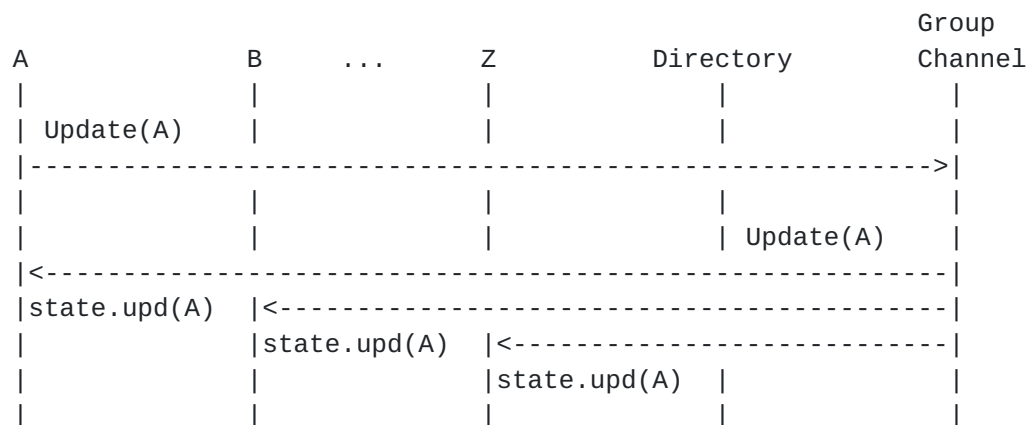 Group
A              B     ...      Z          Directory        Channel
|              |              |              |              |
| Update(A)    |              |              |              |
|---------------------------------------------------------->|
|              |              |              |              |
|              |              |              | Update(A)    |
|<----------------------------------------------------------|
|state.upd(A)  |<-------------------------------------------|
|              |state.upd(A)  |<----------------------------|
|              |              |state.upd(A)  |              |
|              |              |              |              |